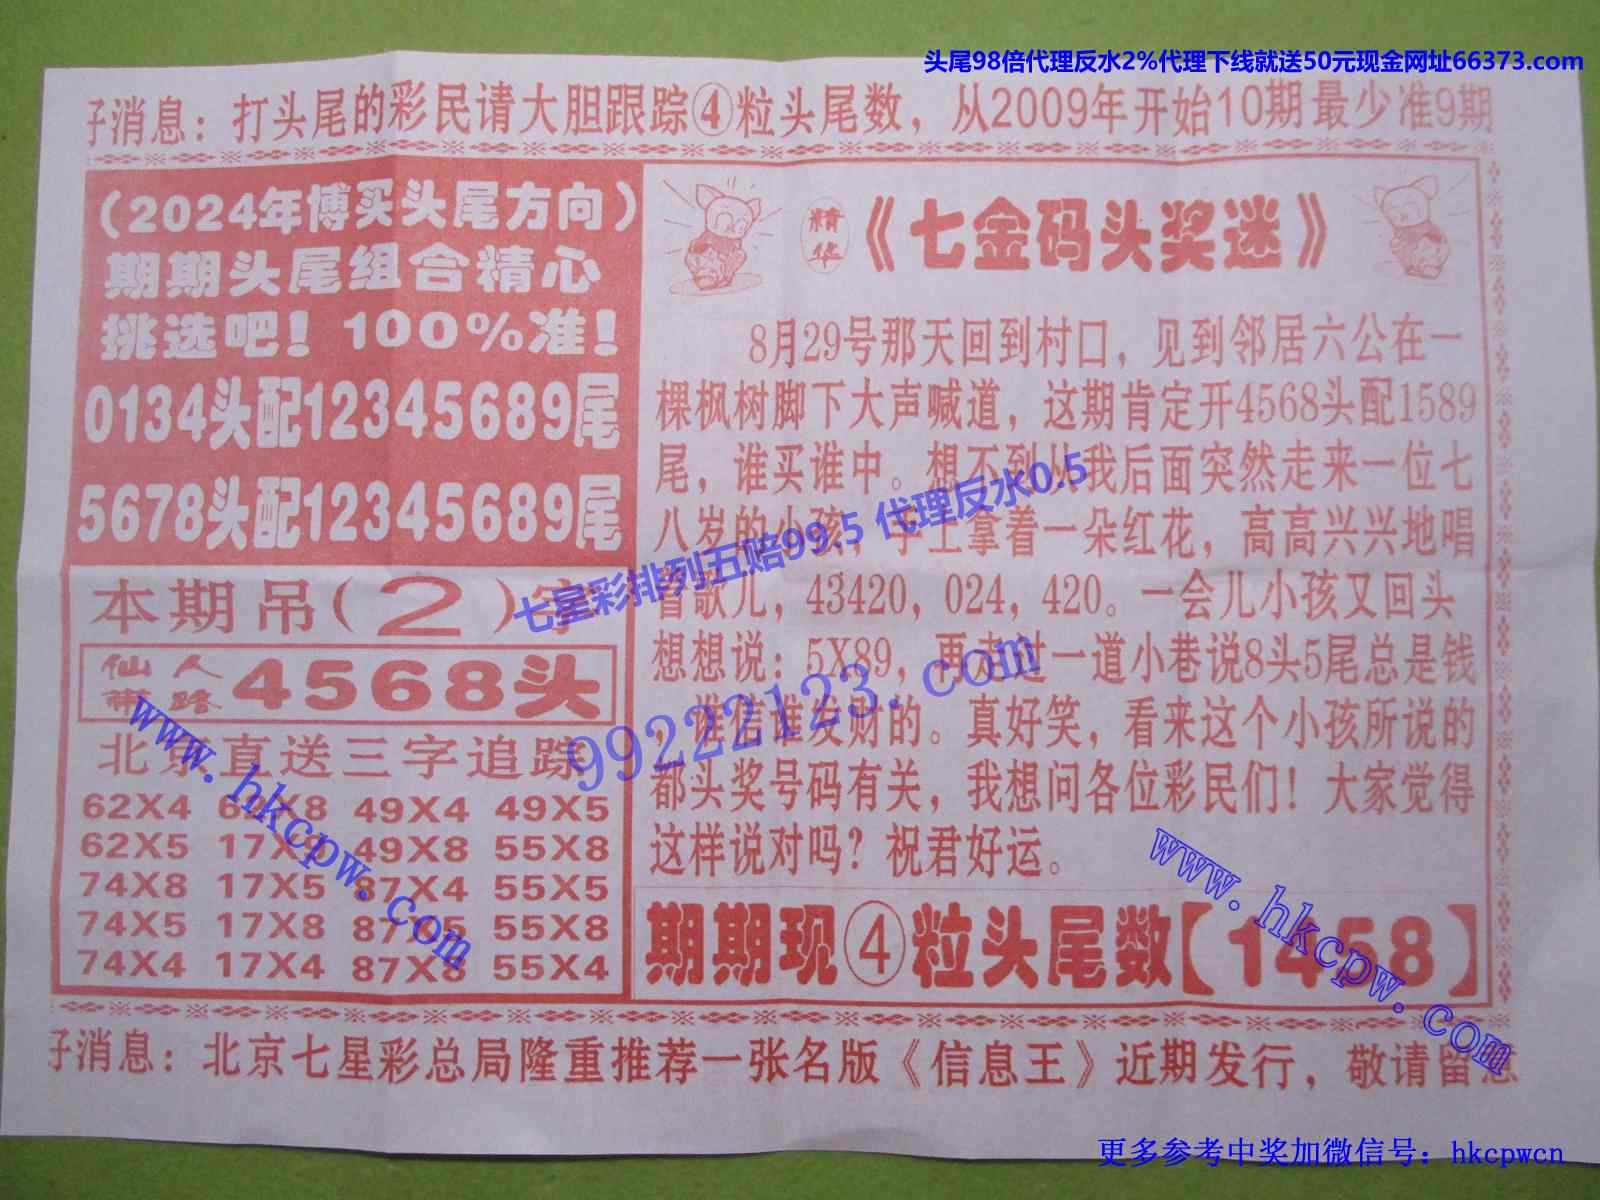 头尾98倍代理反水2%代理下线就送50元现金网址66373.com
消息：打头尾的彩民请大胆跟踪④粒头尾数，从2009年开始10期最少准9期
（2024年博买头尾方向）
期期头尾组合精心
挑选吧！100%准！
0134头配12345689尾
5678头配12345689尾
本期吊（2）字
仙人
带路
4568头
北京直送三字追踪
62X4 62X8 49X4 49X5
62X5 17X9 49X8 55X8
74X8 17X5 87X4 55X5
74X5 17X8 87X5 55X8
74X4 17X4 87X8 55X4
精华
《七金码头奖迷》
8月29号那天回到村口，见到邻居六公在一
棵枫树脚下大声喊道，这期肯定开4568头配1589
尾，谁买谁中。想不到从我后面突然走来一位七
八岁的小孩，手上拿着一朵红花，高高兴兴地唱
着歌儿，43420，024，420。一会儿小孩又回头
想想说：5X89，再走过一道小巷说8头5尾总是钱
，谁信谁发财的。真好笑，看来这个小孩所说的
都头奖号码有关，我想问各位彩民们！大家觉得
这样说对吗？祝君好运。
期期现④粒头尾数【1458】
消息：北京七星彩总局隆重推荐一张名版《信息王》近期发行，敬请留意
七星彩排列五赔99.5 代理反水0.5
99222123.com
www.hkcpw.com
www.hkcpw.com
更多参考中奖加微信号：hkcpwcn